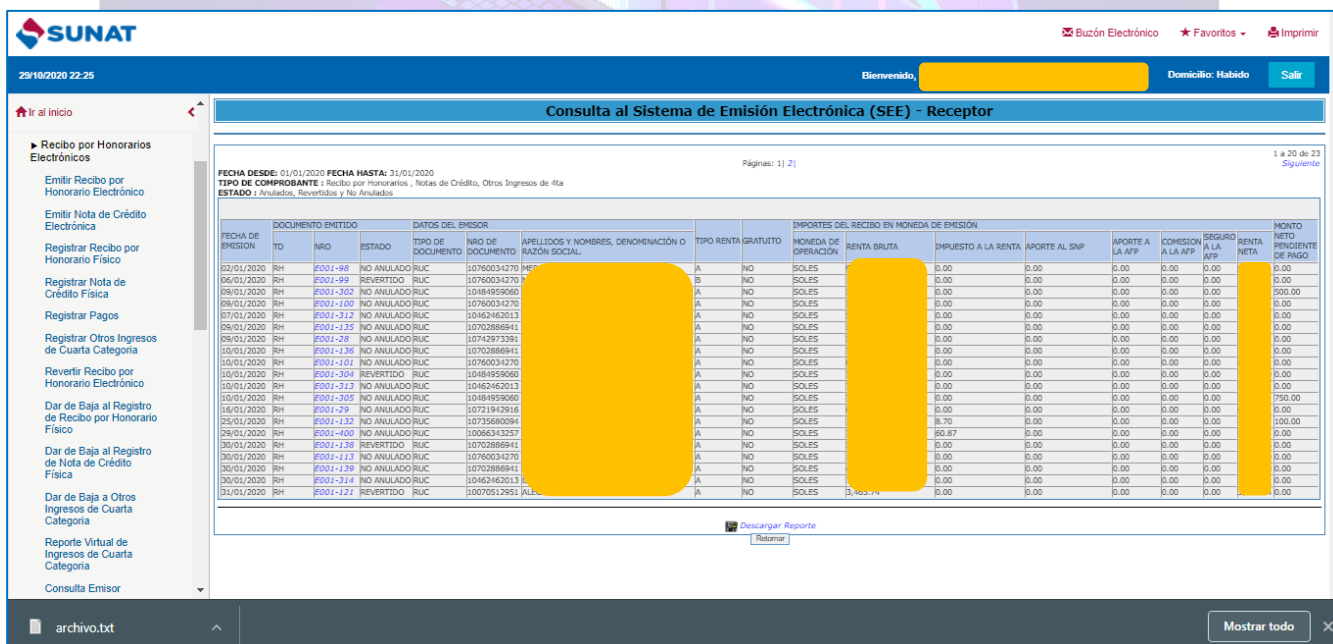 SUNAT
Buzón Electrónico Favoritos Imprimir
29/10/2020 22:25 Bienvenido, Domicilio: Habido Salir
Ir al inicio
Consulta al Sistema de Emisión Electrónica (SEE) - Receptor
Recibo por Honorarios
Electrónicos
Emitir Recibo por
Honorario Electrónico
Emitir Nota de Crédito
Electrónica
Registrar Recibo por
Honorario Físico
Registrar Nota de
Crédito Física
Registrar Pagos
Registrar Otros Ingresos
de Cuarta Categoria
Revertir Recibo por
Honorario Electrónico
Dar de Baja al Registro
de Recibo por Honorario
Físico
Dar de Baja al Registro
de Nota de Crédito
Física
Dar de Baja a Otros
Ingresos de Cuarta
Categoria
Reporte Virtual de
Ingresos de Cuarta
Categoria
Consulta Emisor
Páginas: 1| 2|
1 a 20 de 23
Siguiente
FECHA DESDE: 01/01/2020 FECHA HASTA: 31/01/2020
TIPO DE COMPROBANTE : Recibo por Honorarios , Notas de Crédito, Otros Ingresos de 4ta
ESTADO : Anulados, Revertidos y No Anulados
FECHA DE EMISION DOCUMENTO EMITIDO DATOS DEL EMISOR TIPO RENTA GRATUITO IMPORTES DEL RECIBO EN MONEDA DE EMISIÓN MONTO NETO PENDIENTE DE PAGO
TD NRO ESTADO TIPO DE DOCUMENTO NRO DE DOCUMENTO APELLIDOS Y NOMBRES, DENOMINACIÓN O RAZÓN SOCIAL. MONEDA DE OPERACIÓN RENTA BRUTA IMPUESTO A LA RENTA APORTE AL SNP APORTE A LA AFP COMISION A LA AFP SEGURO A LA AFP RENTA NETA
02/01/2020 RH E001-98 NO ANULADO RUC 10760034270 A NO SOLES 0.00 0.00 0.00 0.00 0.00 0.00
06/01/2020 RH E001-99 REVERTIDO RUC 10760034270 B NO SOLES 0.00 0.00 0.00 0.00 0.00 0.00
09/01/2020 RH E001-302 NO ANULADO RUC 10484959060 A NO SOLES 0.00 0.00 0.00 0.00 0.00 500.00
09/01/2020 RH E001-100 NO ANULADO RUC 10760034270 A NO SOLES 0.00 0.00 0.00 0.00 0.00 0.00
07/01/2020 RH E001-312 NO ANULADO RUC 10462462013 A NO SOLES 0.00 0.00 0.00 0.00 0.00 0.00
09/01/2020 RH E001-135 NO ANULADO RUC 10702886941 A NO SOLES 0.00 0.00 0.00 0.00 0.00 0.00
09/01/2020 RH E001-28 NO ANULADO RUC 10742973391 A NO SOLES 0.00 0.00 0.00 0.00 0.00 0.00
10/01/2020 RH E001-136 NO ANULADO RUC 10702886941 A NO SOLES 0.00 0.00 0.00 0.00 0.00 0.00
10/01/2020 RH E001-101 NO ANULADO RUC 10760034270 A NO SOLES 0.00 0.00 0.00 0.00 0.00 0.00
10/01/2020 RH E001-304 REVERTIDO RUC 10484959060 A NO SOLES 0.00 0.00 0.00 0.00 0.00 0.00
10/01/2020 RH E001-313 NO ANULADO RUC 10462462013 A NO SOLES 0.00 0.00 0.00 0.00 0.00 0.00
10/01/2020 RH E001-305 NO ANULADO RUC 10484959060 A NO SOLES 0.00 0.00 0.00 0.00 0.00 750.00
16/01/2020 RH E001-29 NO ANULADO RUC 10721942916 A NO SOLES 0.00 0.00 0.00 0.00 0.00 0.00
25/01/2020 RH E001-132 NO ANULADO RUC 10735680094 A NO SOLES 8.70 0.00 0.00 0.00 0.00 100.00
29/01/2020 RH E001-400 NO ANULADO RUC 10066343257 A NO SOLES 60.87 0.00 0.00 0.00 0.00 0.00
30/01/2020 RH E001-138 REVERTIDO RUC 10702886941 A NO SOLES 0.00 0.00 0.00 0.00 0.00 0.00
30/01/2020 RH E001-113 NO ANULADO RUC 10760034270 A NO SOLES 0.00 0.00 0.00 0.00 0.00 0.00
30/01/2020 RH E001-139 NO ANULADO RUC 10702886941 A NO SOLES 0.00 0.00 0.00 0.00 0.00 0.00
30/01/2020 RH E001-314 NO ANULADO RUC 10462462013 A NO SOLES 0.00 0.00 0.00 0.00 0.00 0.00
31/01/2020 RH E001-121 REVERTIDO RUC 10070512951 A NO SOLES 3,465.74 0.00 0.00 0.00 0.00 0.00 0.00
Descargar Reporte
Retornar
archivo.txt Mostrar todo